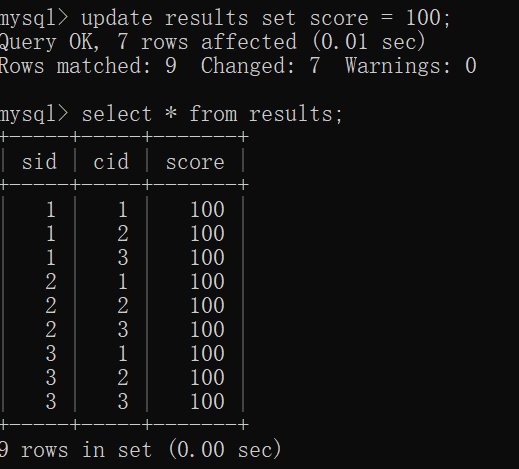 mysql> update results set score = 100;
Query OK, 7 rows affected (0.01 sec)
Rows matched: 9  Changed: 7  Warnings: 0

mysql> select * from results;
+-----+-----+-------+
| sid | cid | score |
+-----+-----+-------+
|   1 |   1 |   100 |
|   1 |   2 |   100 |
|   1 |   3 |   100 |
|   2 |   1 |   100 |
|   2 |   2 |   100 |
|   2 |   3 |   100 |
|   3 |   1 |   100 |
|   3 |   2 |   100 |
|   3 |   3 |   100 |
+-----+-----+-------+
9 rows in set (0.00 sec)